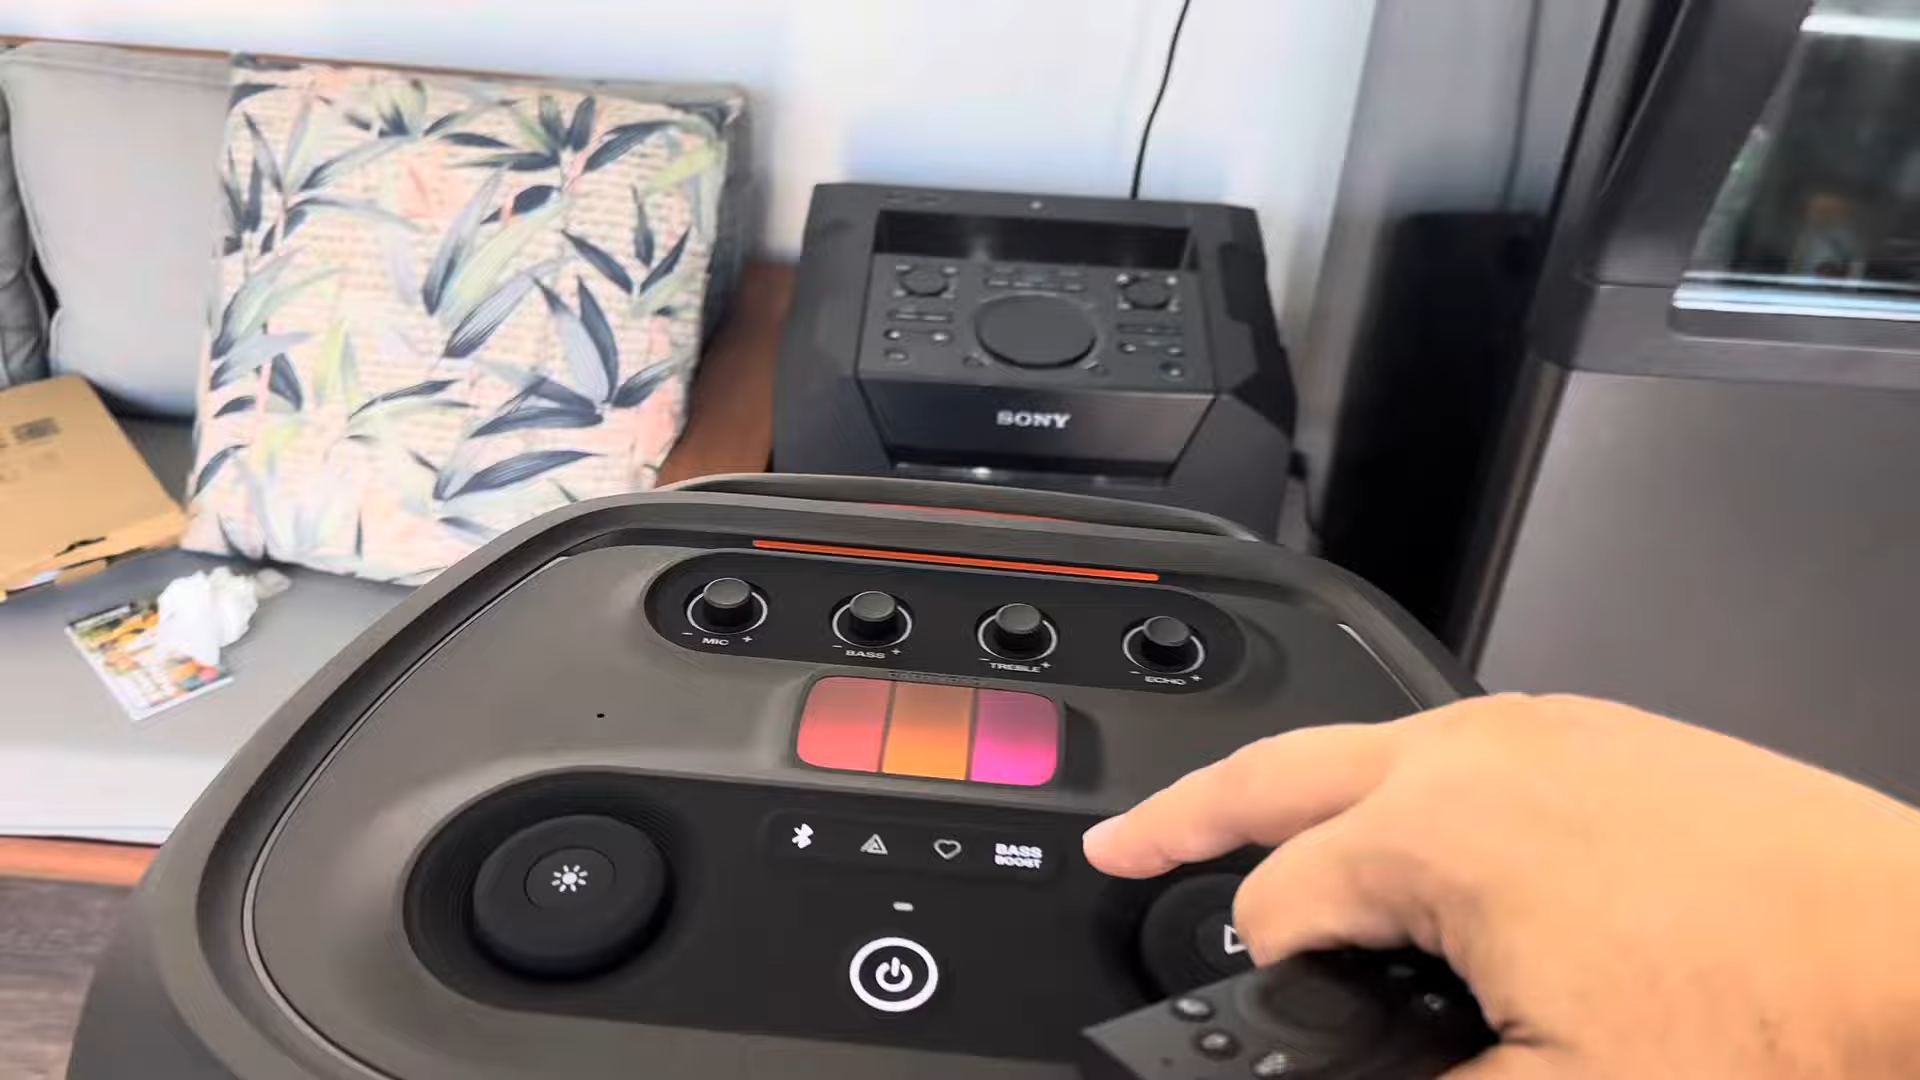 SONY
- MIC +
- BASS +
- TREBLE +
- ECHO +
BASS
BOOST